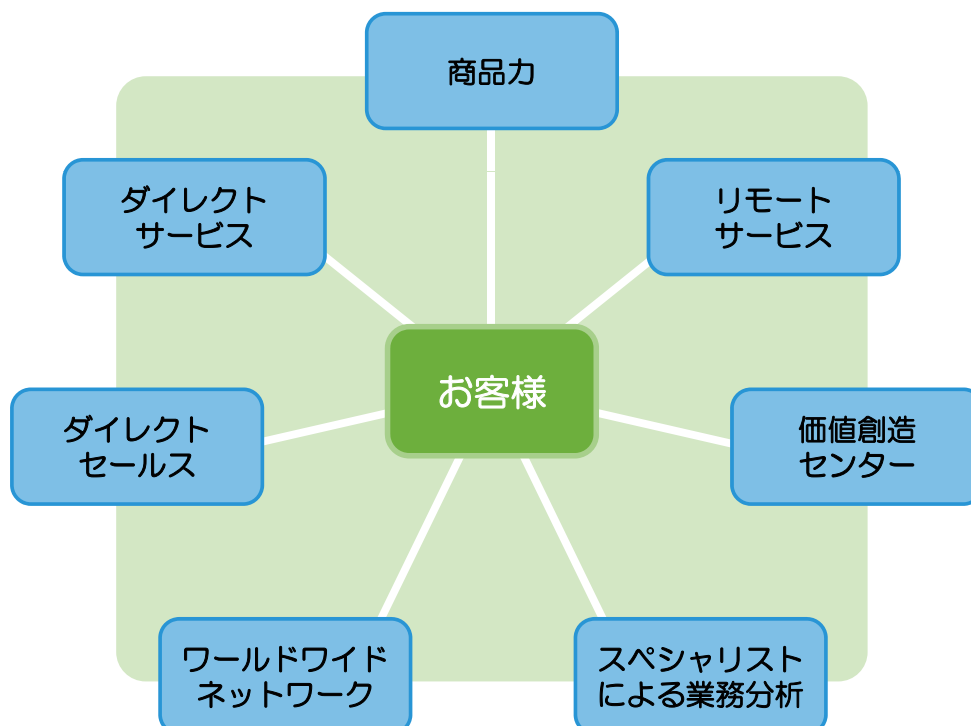 商品力
ダイレクト
サービス
リモート
サービス
お客様
ダイレクト
セールス
価値創造
センター
ワールドワイド
ネットワーク
スペシャリスト
による業務分析